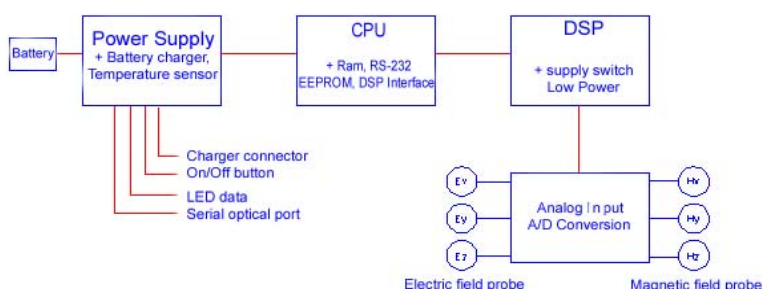 Battery
Power Supply
+ Battery charger,
Temperature sensor
CPU
+ Ram, RS-232
EEPROM, DSP Interface
DSP
+ supply switch
Low Power
Charger connector
On/Off button
LED data
Serial optical port
Ex
Ey
Ez
Analog Input
A/D Conversion
Hx
Hy
Hz
Electric field probe
Magnetic field probe